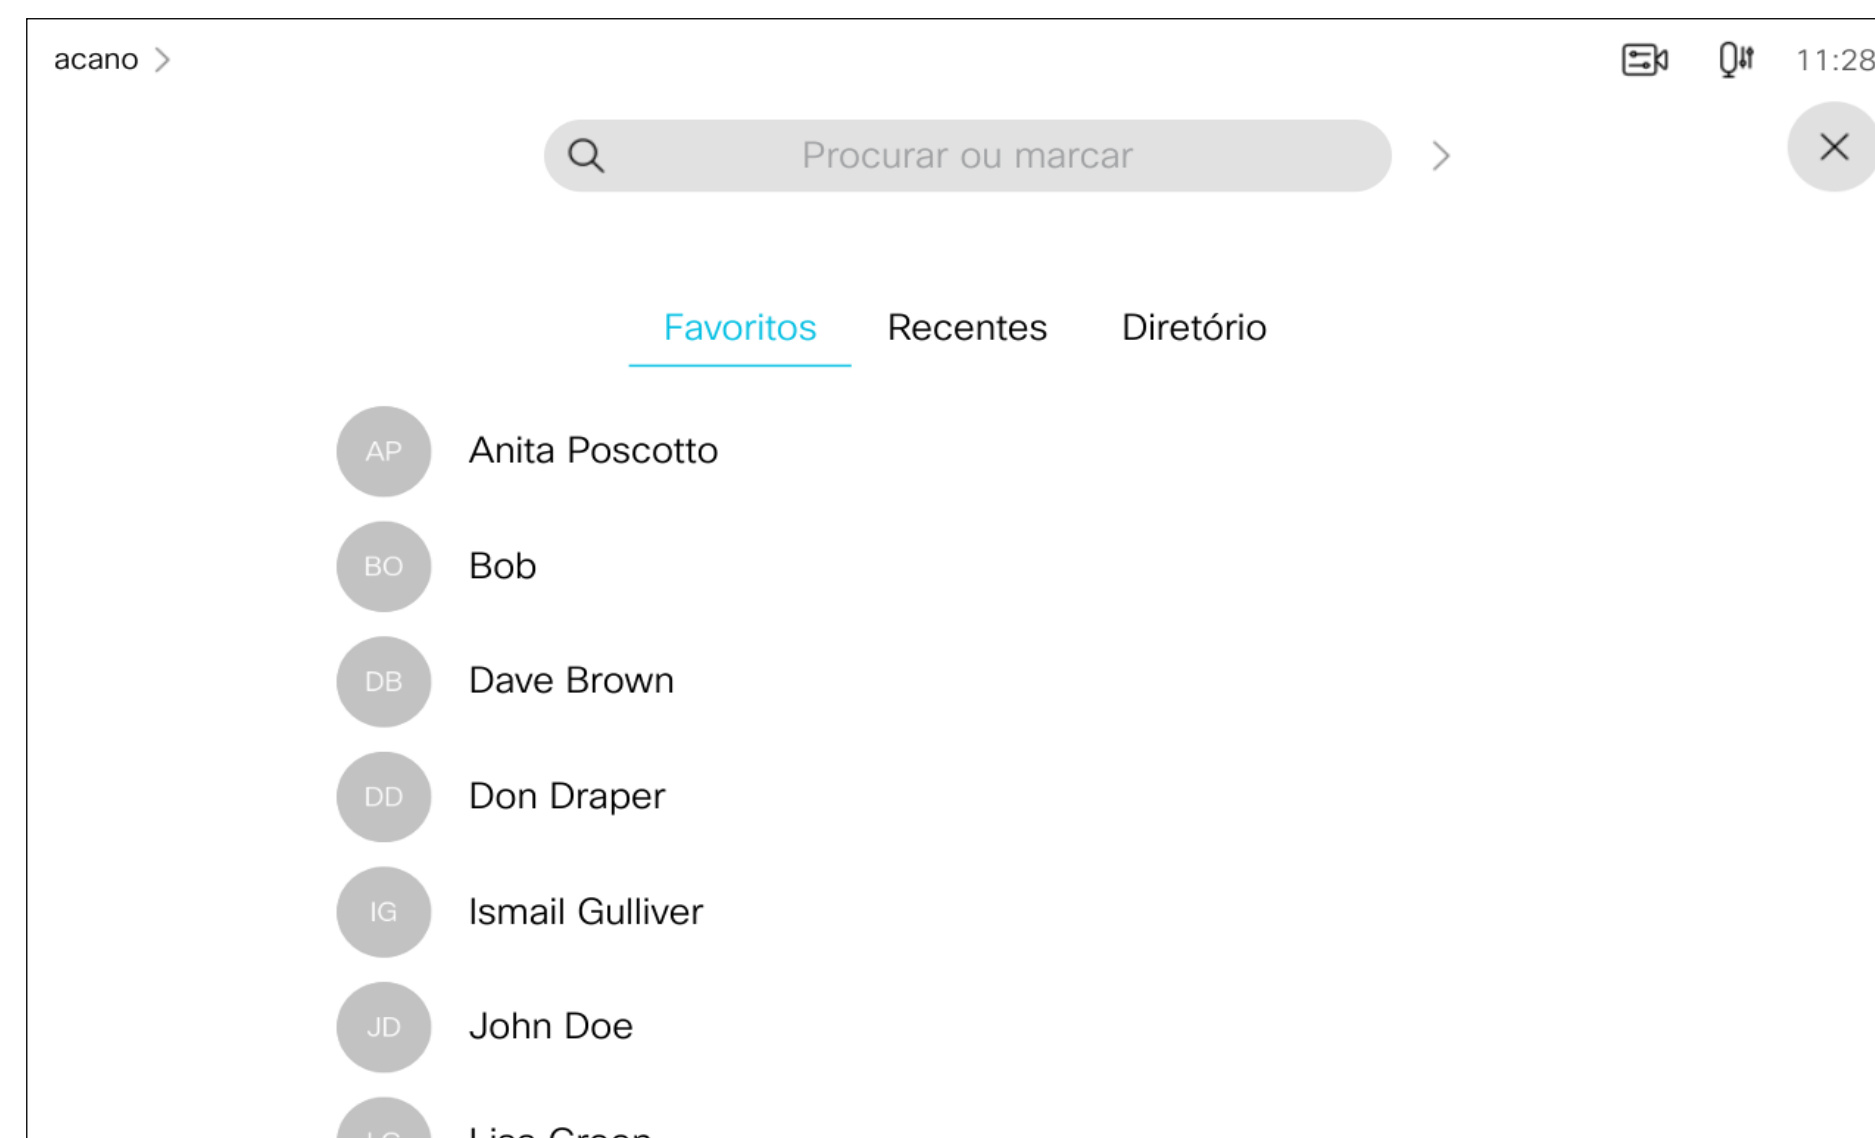 acano
11:28
Procurar ou marcar
Favoritos Recentes Diretório
AP Anita Poscotto
BO Bob
DB Dave Brown
DD Don Draper
IG Ismail Gulliver
JD John Doe